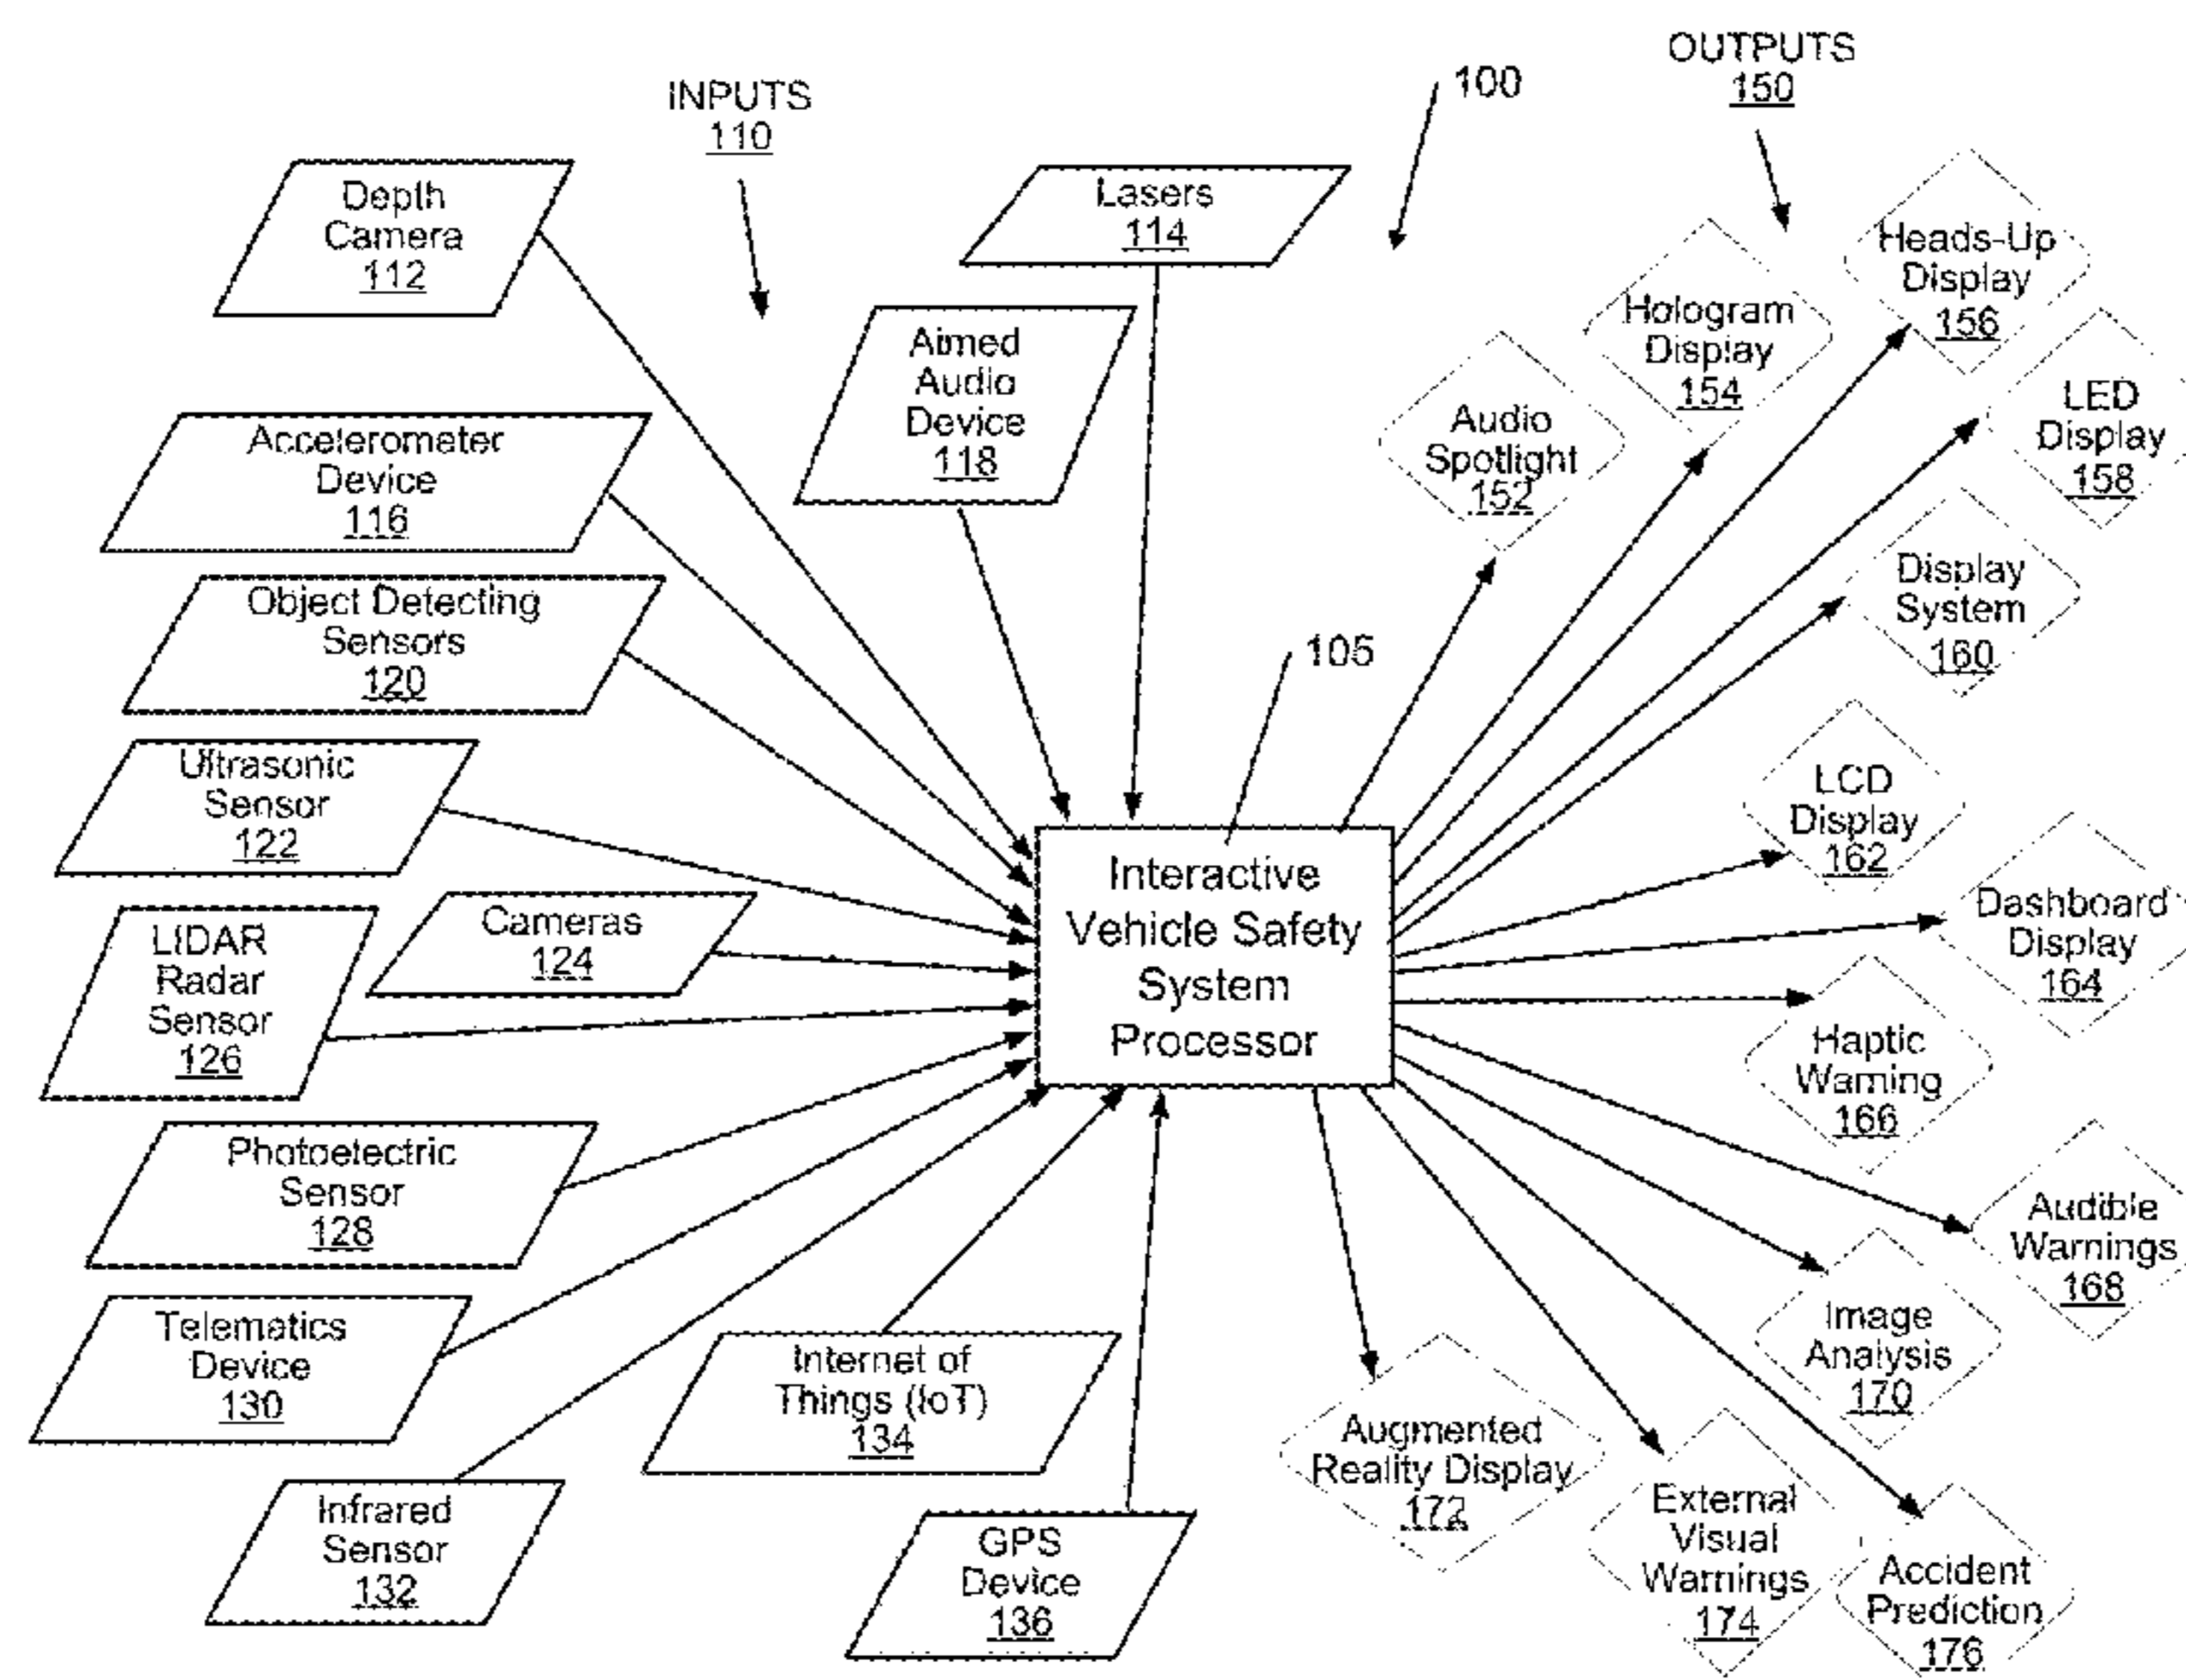 INPUTS
110
100
OUTPUTS
150
Depth
Camera
112
Lasers
114
Aimed
Audio
Device
118
Accelerometer
Device
116
Object Detecting
Sensors
120
Ultrasonic
Sensor
122
Cameras
124
LIDAR
Radar
Sensor
126
Photoelectric
Sensor
128
Telematics
Device
130
Infrared
Sensor
132
Internet of
Things (IoT)
134
GPS
Device
136
105
Interactive
Vehicle Safety
System
Processor
Audio
Spotlight
152
Hologram
Display
154
Heads-Up
Display
156
LED
Display
158
Display
System
160
LCD
Display
162
Dashboard
Display
164
Haptic
Warning
166
Audible
Warnings
168
Image
Analysis
170
Augmented
Reality Display
172
External
Visual
Warnings
174
Accident
Prediction
176